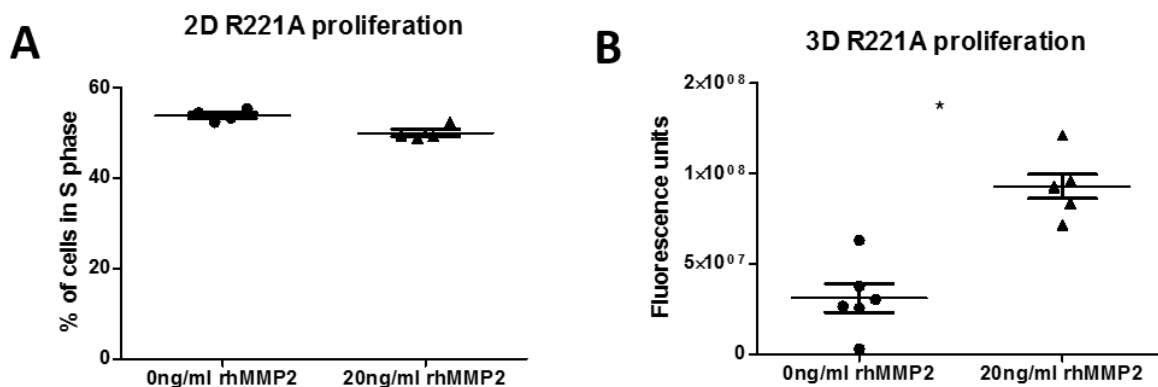 A
2D R221A proliferation
% of cells in S phase
60
40
20
0
0ng/ml rhMMP2
20ng/ml rhMMP2
B
3D R221A proliferation
Fluorescence units
2×10⁰⁸
1×10⁰⁸
5×10⁰⁷
0
*
0ng/ml rhMMP2
20ng/ml rhMMP2